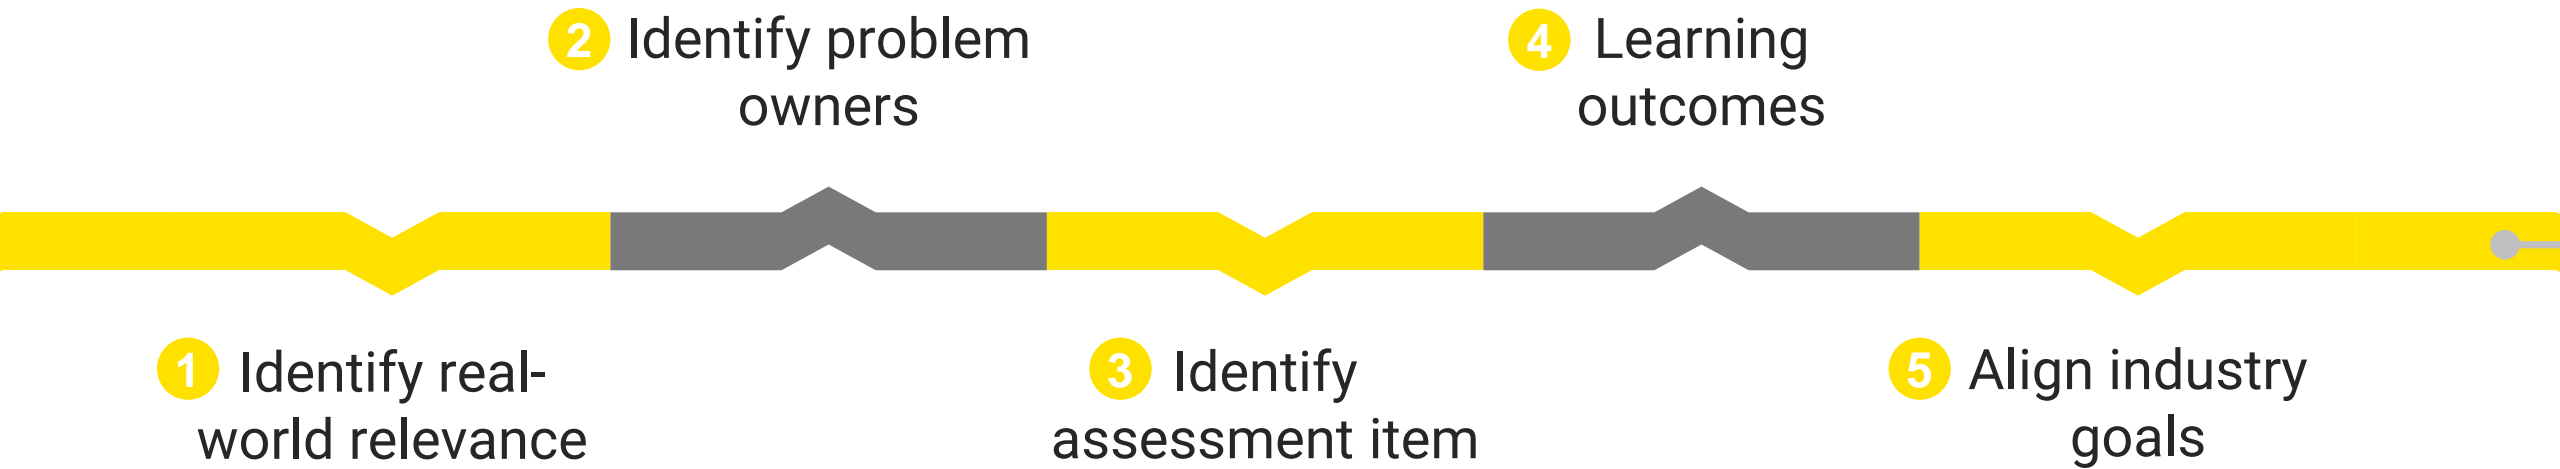 1 Identify real-
world relevance
2 Identify problem
owners
3 Identify
assessment item
4 Learning
outcomes
5 Align industry
goals